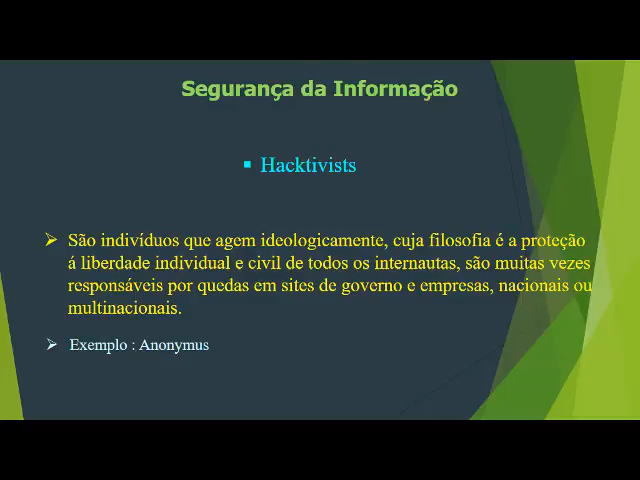 Segurança da Informação
Hacktivists
São indivíduos que agem ideologicamente, cuja filosofia é a proteção
á liberdade individual e civil de todos os internautas, são muitas vezes
responsáveis por quedas em sites de governo e empresas, nacionais ou
multinacionais.
Exemplo : Anonymus